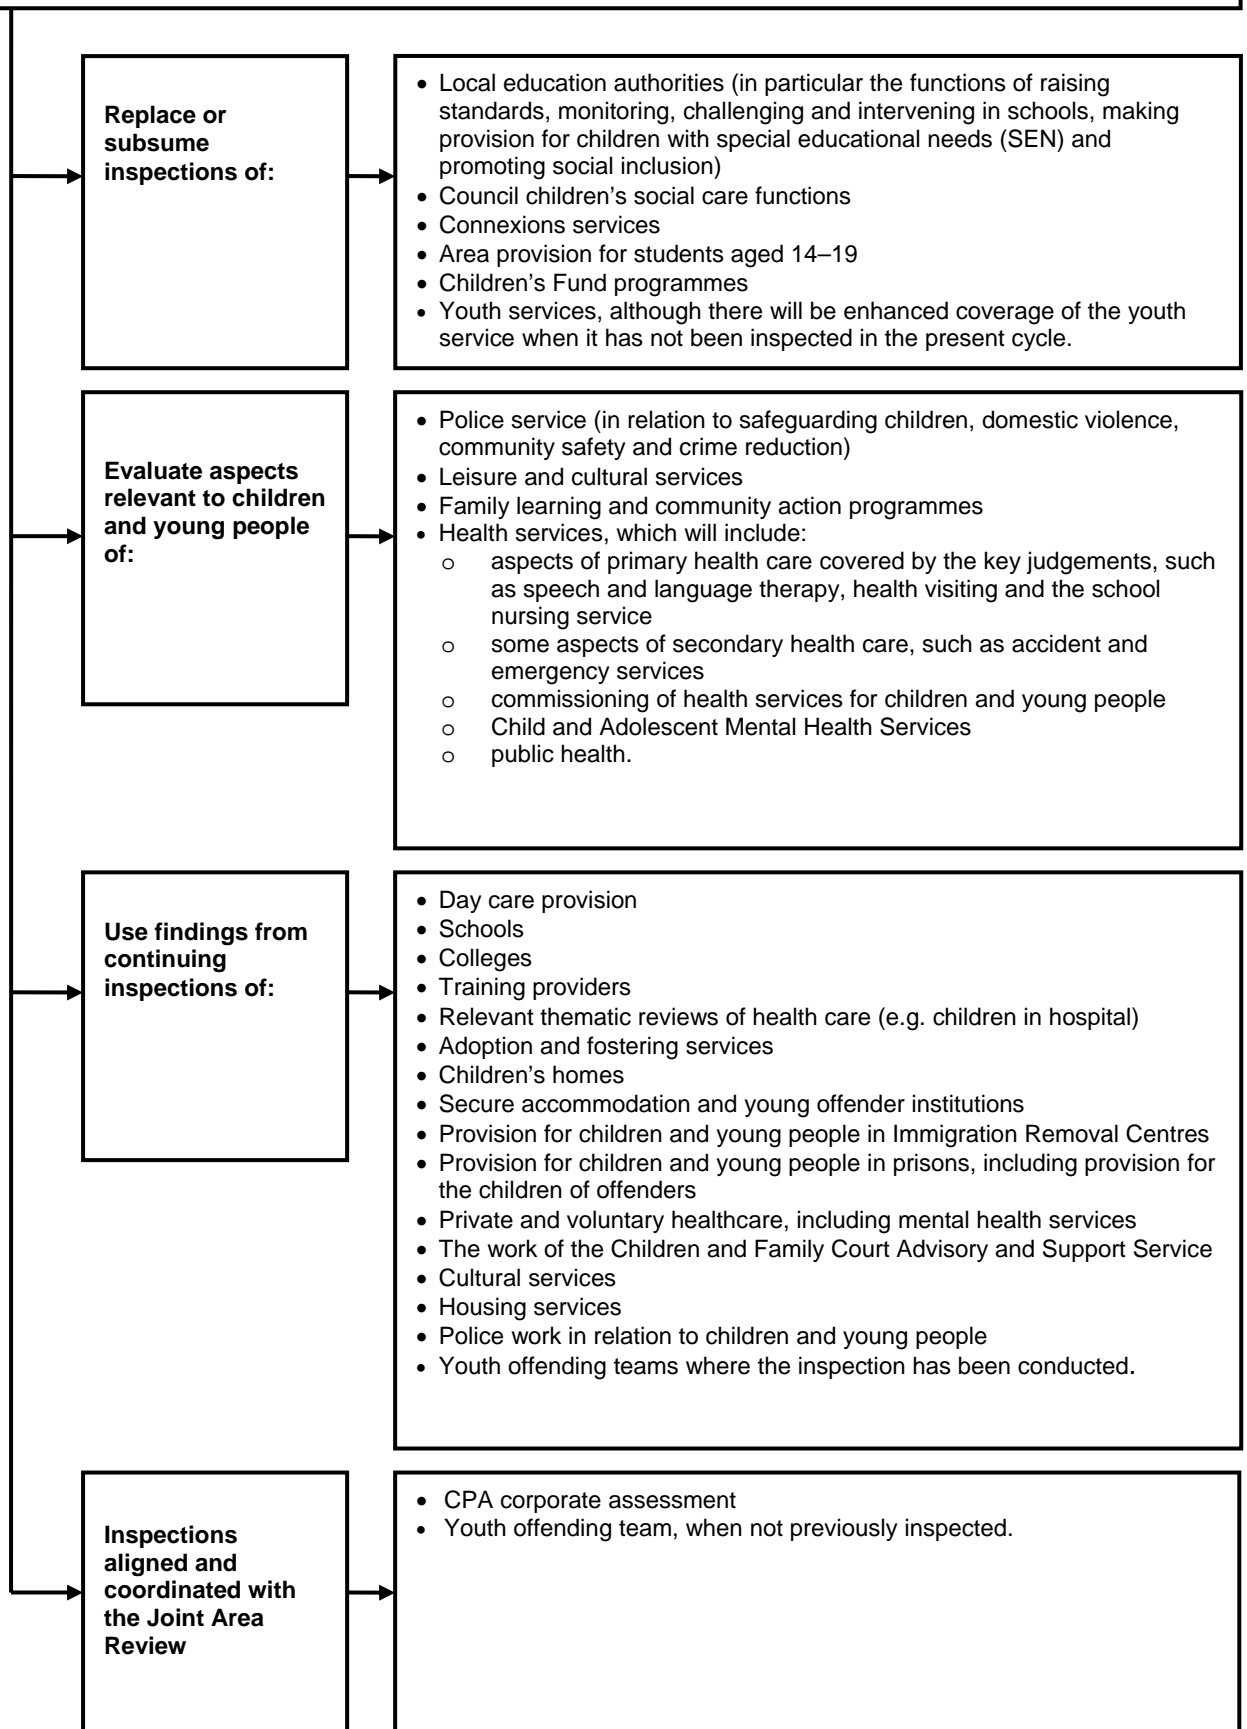 Replace or
subsume
inspections of:
• Local education authorities (in particular the functions of raising
standards, monitoring, challenging and intervening in schools, making
provision for children with special educational needs (SEN) and
promoting social inclusion)
• Council children’s social care functions
• Connexions services
• Area provision for students aged 14–19
• Children’s Fund programmes
• Youth services, although there will be enhanced coverage of the youth
service when it has not been inspected in the present cycle.
Evaluate aspects
relevant to children
and young people
of:
• Police service (in relation to safeguarding children, domestic violence,
community safety and crime reduction)
• Leisure and cultural services
• Family learning and community action programmes
• Health services, which will include:
o aspects of primary health care covered by the key judgements, such
as speech and language therapy, health visiting and the school
nursing service
o some aspects of secondary health care, such as accident and
emergency services
o commissioning of health services for children and young people
o Child and Adolescent Mental Health Services
o public health.
Use findings from
continuing
inspections of:
• Day care provision
• Schools
• Colleges
• Training providers
• Relevant thematic reviews of health care (e.g. children in hospital)
• Adoption and fostering services
• Children’s homes
• Secure accommodation and young offender institutions
• Provision for children and young people in Immigration Removal Centres
• Provision for children and young people in prisons, including provision for
the children of offenders
• Private and voluntary healthcare, including mental health services
• The work of the Children and Family Court Advisory and Support Service
• Cultural services
• Housing services
• Police work in relation to children and young people
• Youth offending teams where the inspection has been conducted.
Inspections
aligned and
coordinated with
the Joint Area
Review
• CPA corporate assessment
• Youth offending team, when not previously inspected.